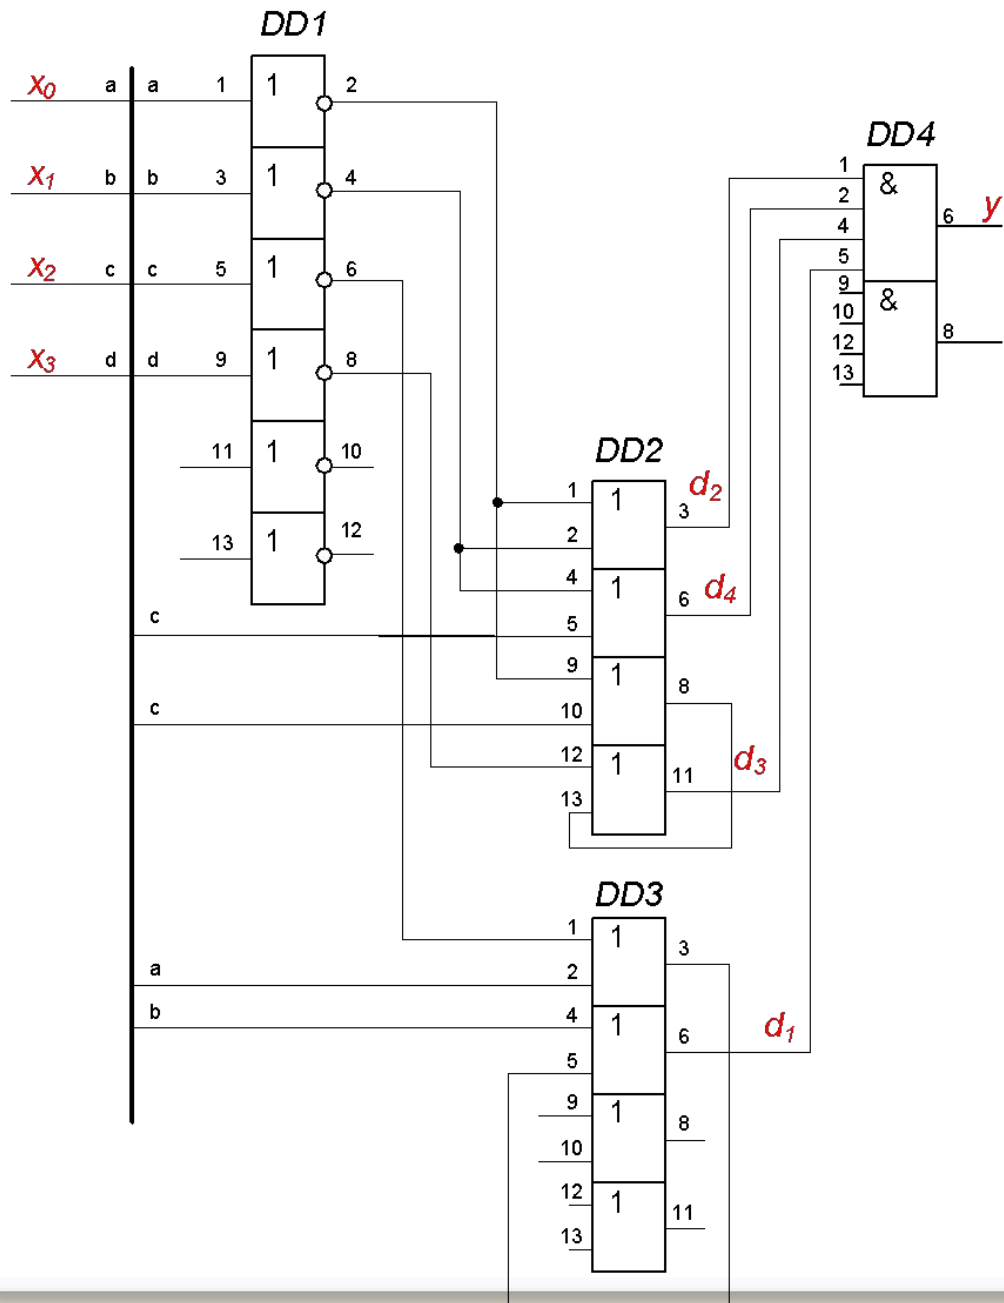 DD1
x0 a a 1 1 2
x1 b b 3 1 4
x2 c c 5 1 6
x3 d d 9 1 8
11 1 10
13 1 12
c
c
a
b
DD2
1 1 d2
2 3
4 1 d4
5 6
9 1 8
10
12 1 d3
13 11
DD3
1 1 3
2
4 1 d1
5 6
9 1 8
10
12 1 11
13
DD4
1 &
2 6 y
4
5
9 &
10 8
12
13